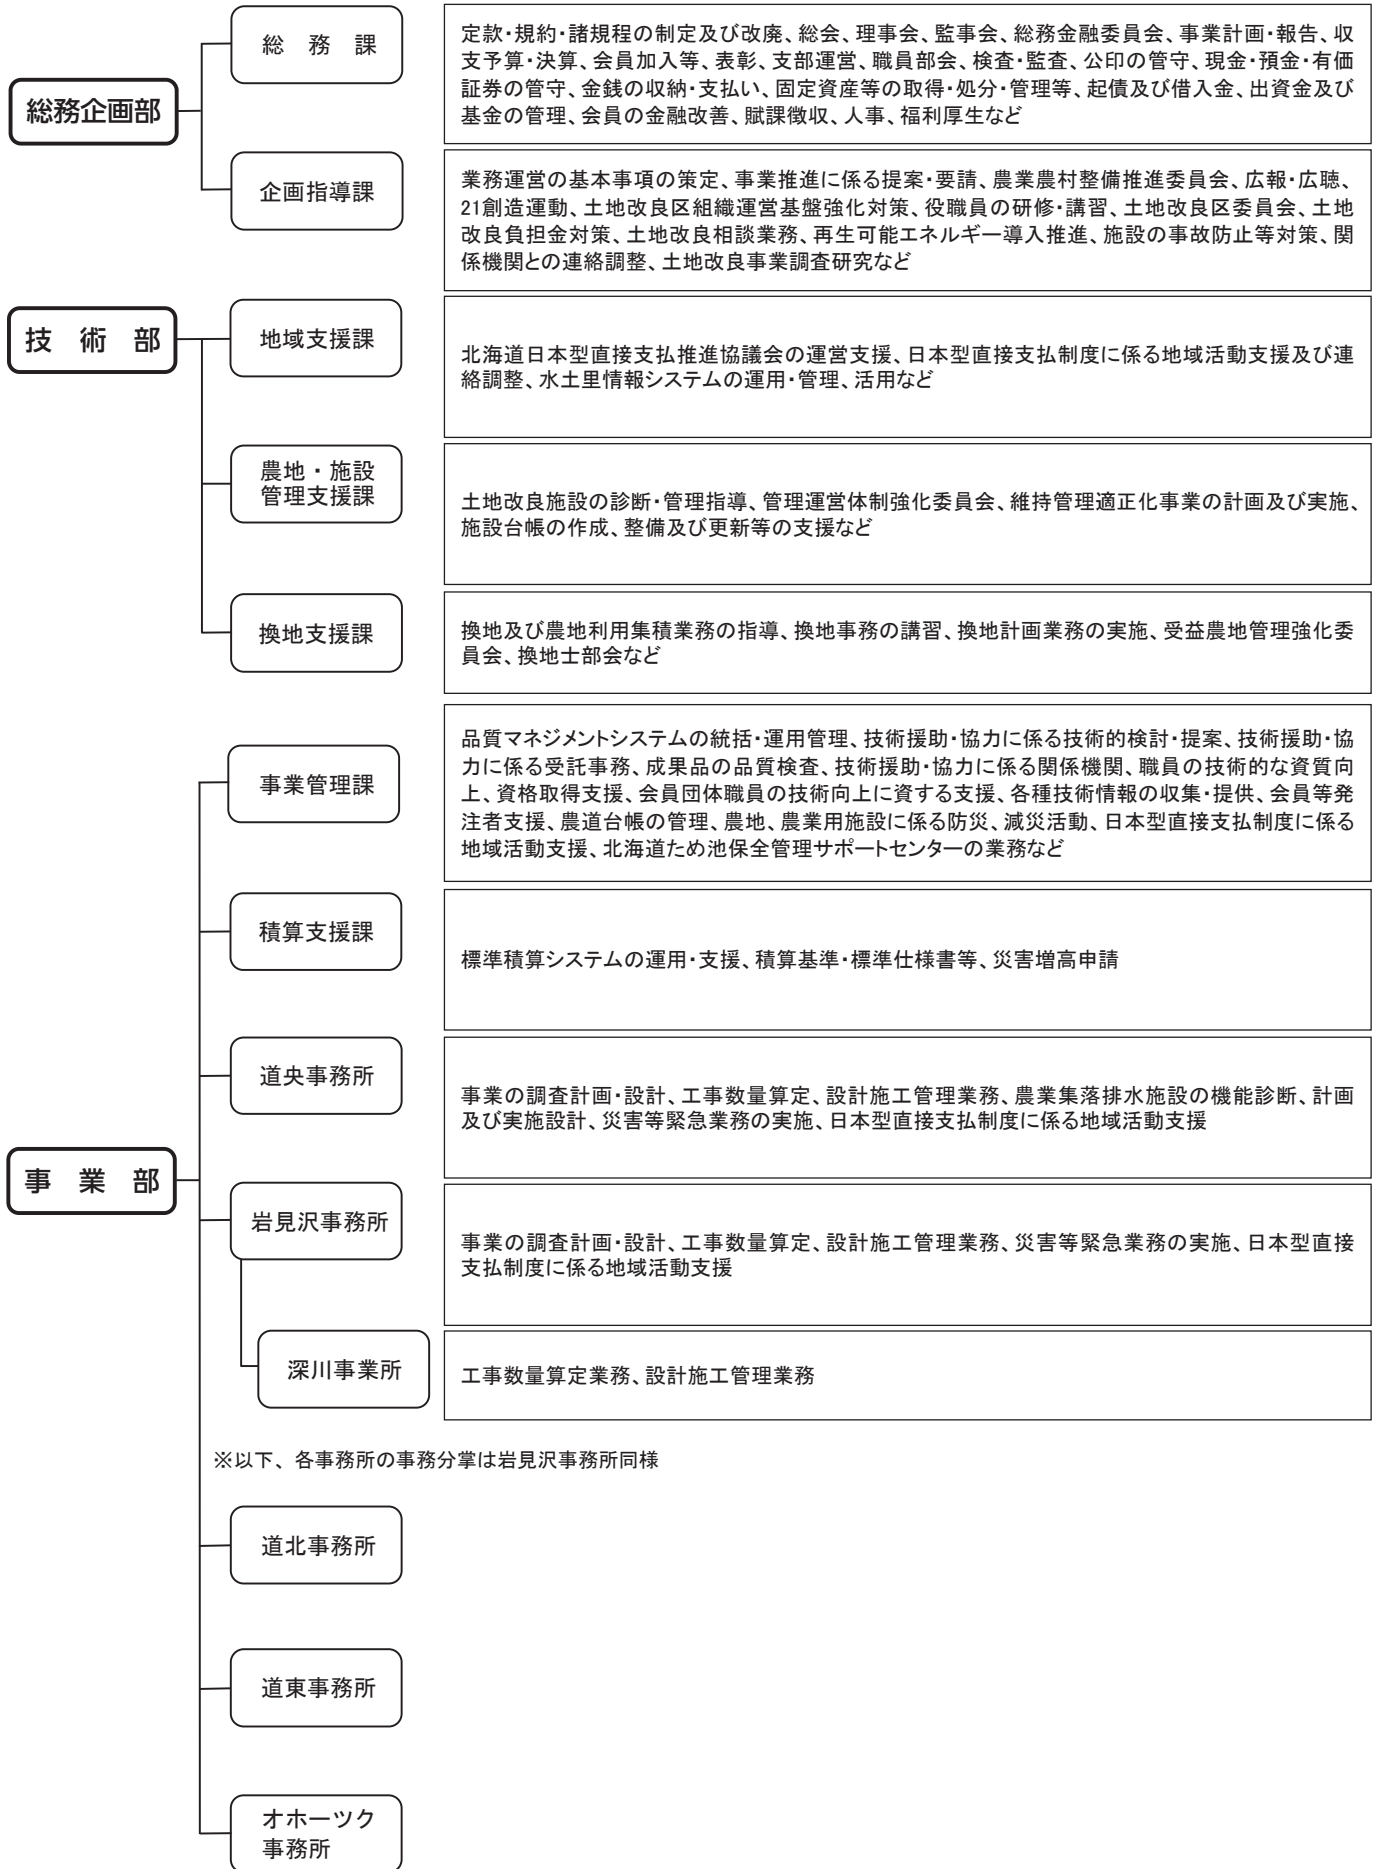 総務企画部
総務課
定款・規約・諸規程の制定及び改廃、総会、理事会、監事会、総務金融委員会、事業計画・報告、収
支予算・決算、会員加入等、表彰、支部運営、職員部会、検査・監査、公印の管守、現金・預金・有価
証券の管守、金銭の収納・支払い、固定資産等の取得・処分・管理等、起債及び借入金、出資金及び
基金の管理、会員の金融改善、賦課徴収、人事、福利厚生など
企画指導課
業務運営の基本事項の策定、事業推進に係る提案・要請、農業農村整備推進委員会、広報・広聴、
21創造運動、土地改良区組織運営基盤強化対策、役職員の研修・講習、土地改良区委員会、土地
改良負担金対策、土地改良相談業務、再生可能エネルギー導入推進、施設の事故防止等対策、関
係機関との連絡調整、土地改良事業調査研究など
技術部
地域支援課
北海道日本型直接支払推進協議会の運営支援、日本型直接支払制度に係る地域活動支援及び連
絡調整、水土里情報システムの運用・管理、活用など
農地・施設
管理支援課
土地改良施設の診断・管理指導、管理運営体制強化委員会、維持管理適正化事業の計画及び実施、
施設台帳の作成、整備及び更新等の支援など
換地支援課
換地及び農地利用集積業務の指導、換地事務の講習、換地計画業務の実施、受益農地管理強化委
員会、換地士部会など
事業部
事業管理課
品質マネジメントシステムの統括・運用管理、技術援助・協力に係る技術的検討・提案、技術援助・協
力に係る受託事務、成果品の品質検査、技術援助・協力に係る関係機関、職員の技術的な資質向
上、資格取得支援、会員団体職員の技術向上に資する支援、各種技術情報の収集・提供、会員等発
注者支援、農道台帳の管理、農地、農業用施設に係る防災、減災活動、日本型直接支払制度に係る
地域活動支援、北海道ため池保全管理サポートセンターの業務など
積算支援課
標準積算システムの運用・支援、積算基準・標準仕様書等、災害増高申請
道央事務所
事業の調査計画・設計、工事数量算定、設計施工管理業務、農業集落排水施設の機能診断、計画
及び実施設計、災害等緊急業務の実施、日本型直接支払制度に係る地域活動支援
岩見沢事務所
事業の調査計画・設計、工事数量算定、設計施工管理業務、災害等緊急業務の実施、日本型直接
支払制度に係る地域活動支援
深川事業所
工事数量算定業務、設計施工管理業務
※以下、各事務所の事務分掌は岩見沢事務所同様
道北事務所
道東事務所
オホーツク
事務所